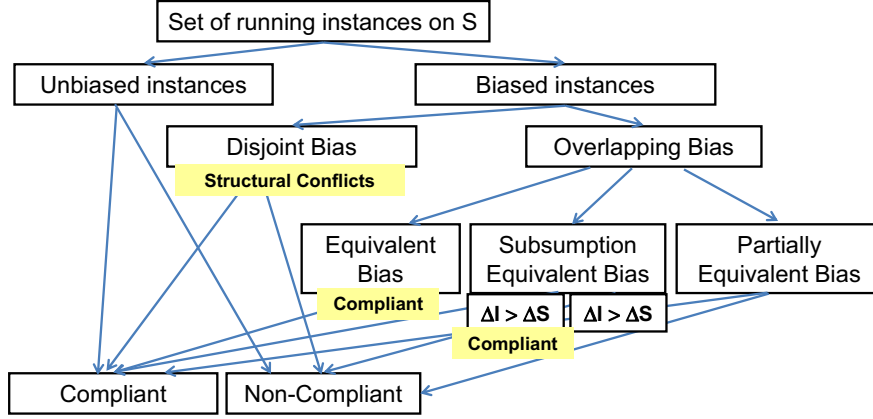 Set of running instances on S
Unbiased instances
Biased instances
Disjoint Bias
Overlapping Bias
Structural Conflicts
Equivalent
Bias
Subsumption
Equivalent Bias
Partially
Equivalent Bias
Compliant
ΔI > ΔS
ΔI > ΔS
Compliant
Compliant
Non-Compliant